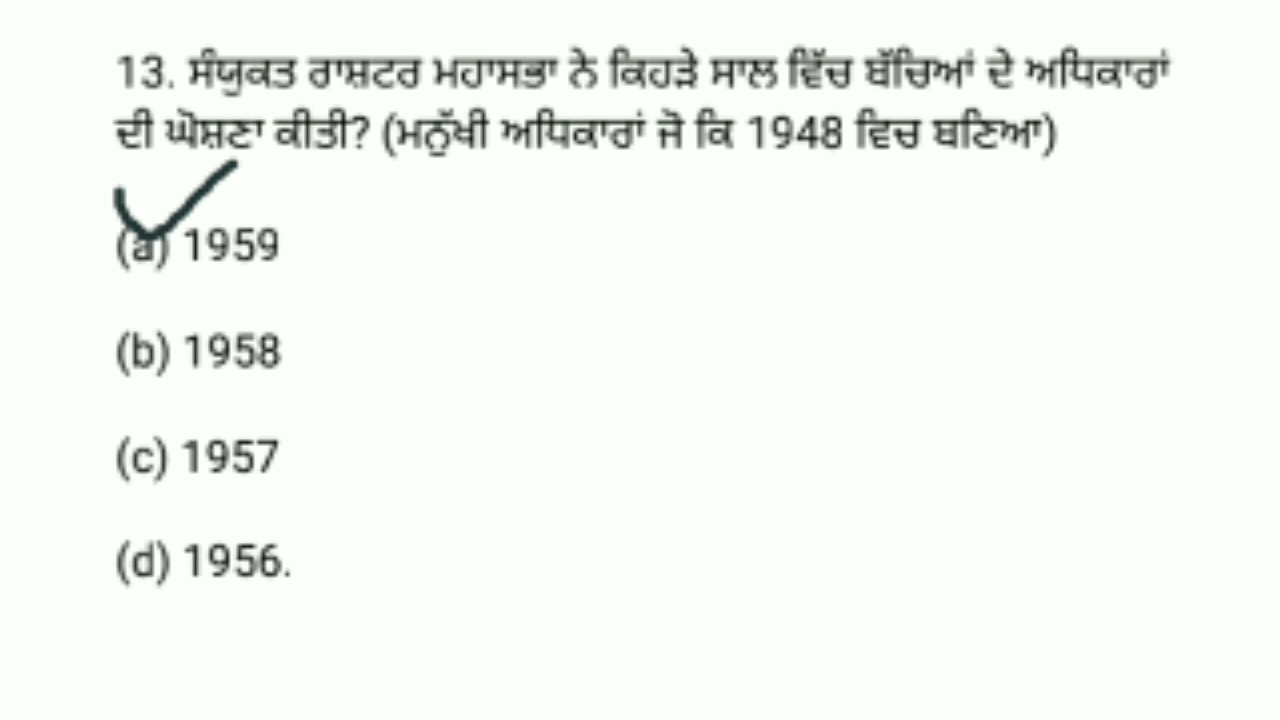 13. ਸੰਯੁਕਤ ਰਾਸ਼ਟਰ ਮਹਾਸਭਾ ਨੇ ਕਿਹੜੇ ਸਾਲ ਵਿੱਚ ਬੱਚਿਆਂ ਦੇ ਅਧਿਕਾਰਾਂ
ਦੀ ਘੋਸ਼ਣਾ ਕੀਤੀ? (ਮਨੁੱਖੀ ਅਧਿਕਾਰਾਂ ਜੋ ਕਿ 1948 ਵਿਚ ਬਣਿਆ)
(a) 1959
(b) 1958
(c) 1957
(d) 1956.